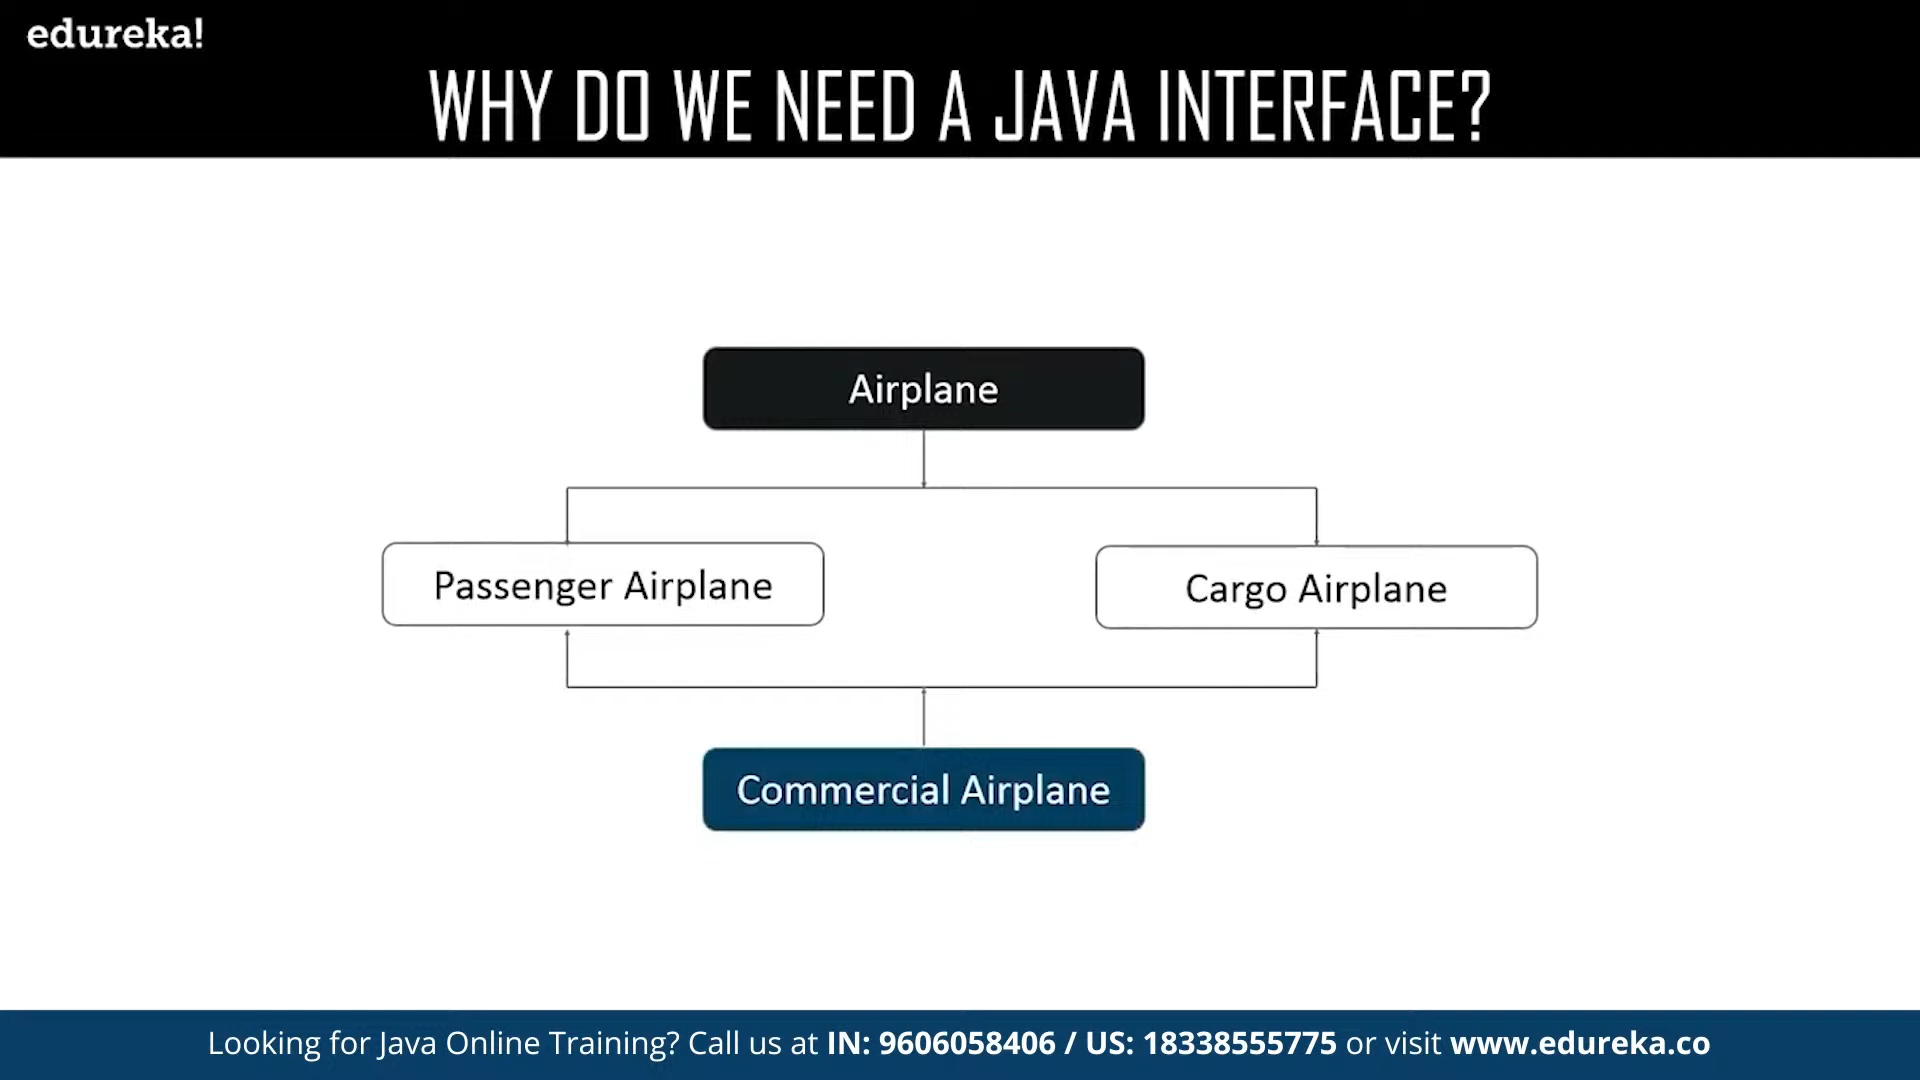 edureka!
WHY DO WE NEED A JAVA INTERFACE?
Airplane
Passenger Airplane
Cargo Airplane
Commercial Airplane
Looking for Java Online Training? Call us at IN: 9606058406 / US: 18338555775 or visit www.edureka.co